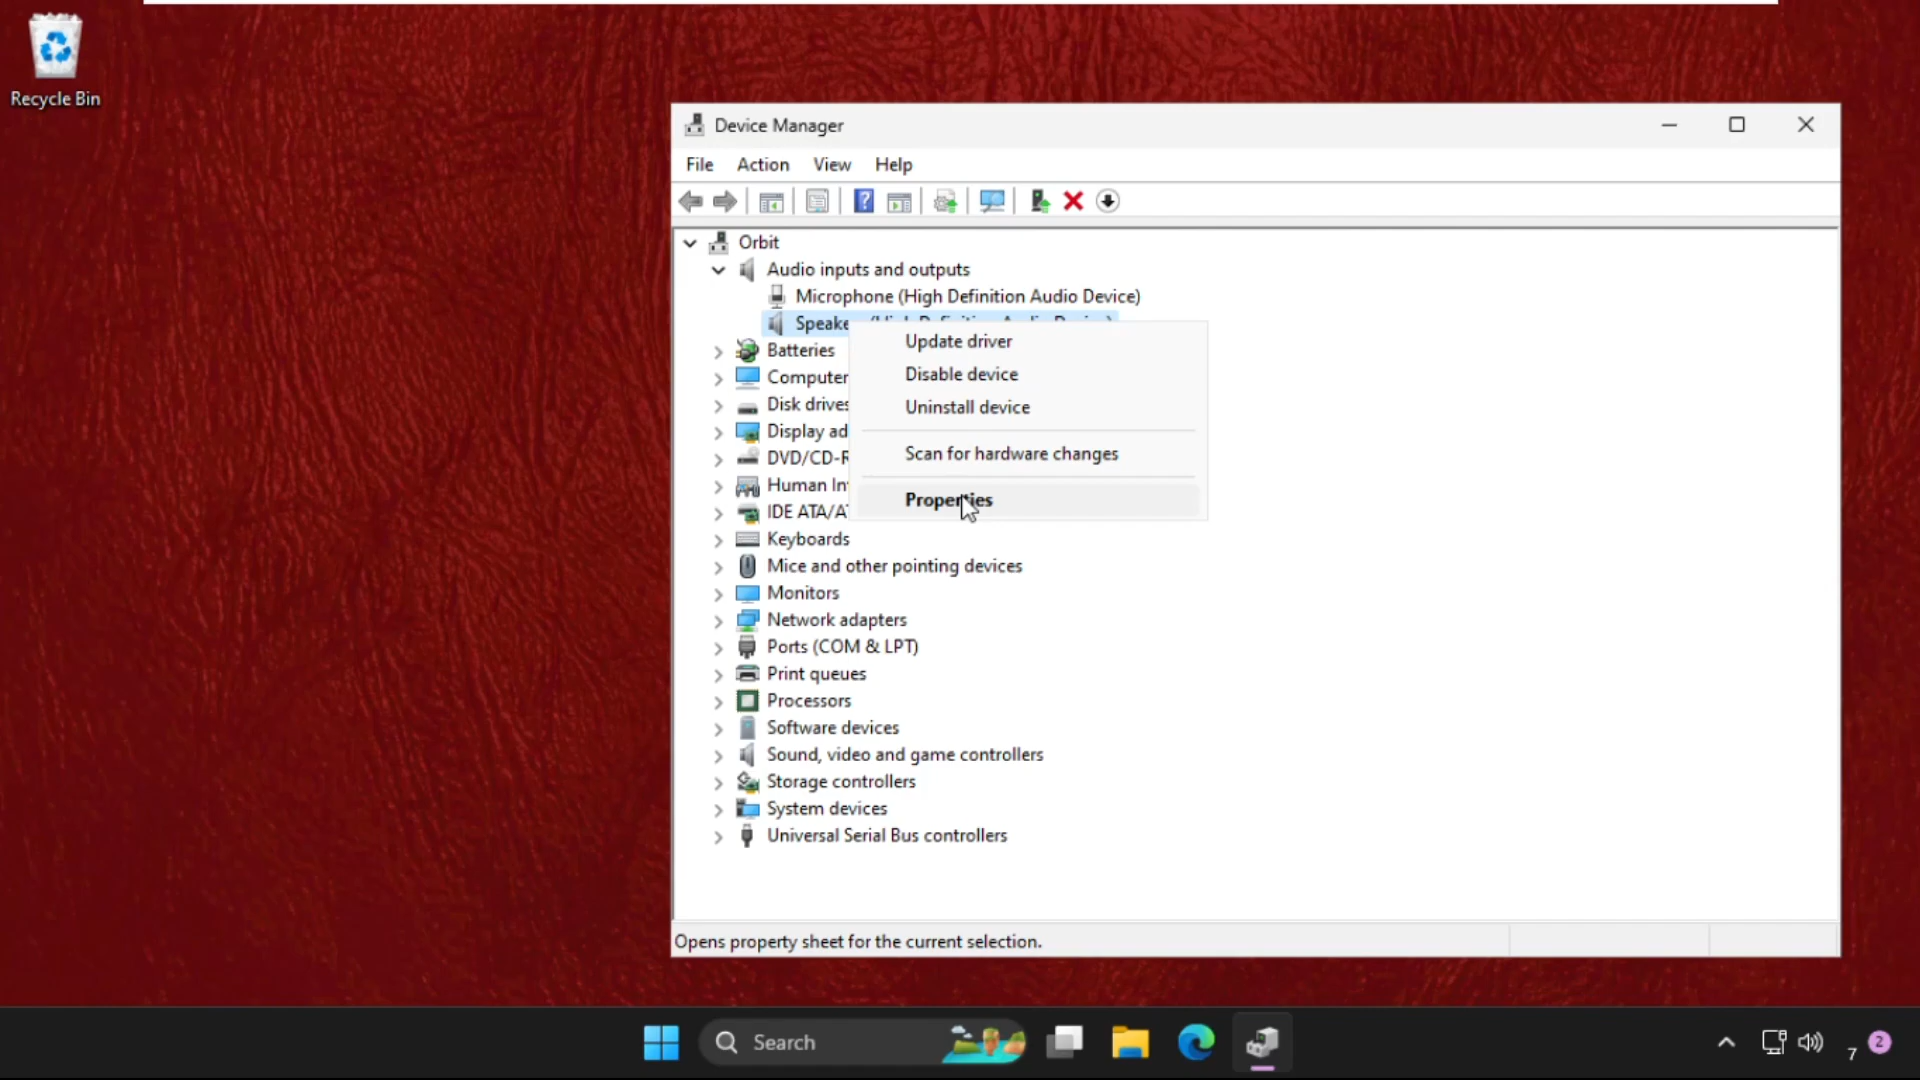 Recycle Bin
Device Manager
File Action View Help
Orbit
Audio inputs and outputs
Microphone (High Definition Audio Device)
Speake
Batteries
Computer
Disk drives
Display ad
DVD/CD-R
Human In
IDE ATA/AT
Keyboards
Mice and other pointing devices
Monitors
Network adapters
Ports (COM & LPT)
Print queues
Processors
Software devices
Sound, video and game controllers
Storage controllers
System devices
Universal Serial Bus controllers
Update driver
Disable device
Uninstall device
Scan for hardware changes
Properties
Opens property sheet for the current selection.
Search
7
2